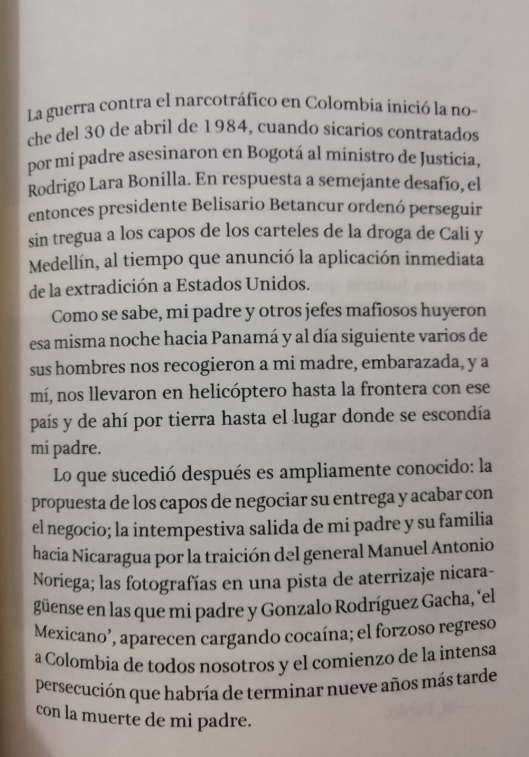 La guerra contra el narcotráfico en Colombia inició la no-
che del 30 de abril de 1984, cuando sicarios contratados
por mi padre asesinaron en Bogotá al ministro de Justicia,
Rodrigo Lara Bonilla. En respuesta a semejante desafío, el
entonces presidente Belisario Betancur ordenó perseguir
sin tregua a los capos de los carteles de la droga de Cali y
Medellín, al tiempo que anunció la aplicación inmediata
de la extradición a Estados Unidos.
Como se sabe, mi padre y otros jefes mafiosos huyeron
esa misma noche hacia Panamá y al día siguiente varios de
sus hombres nos recogieron a mi madre, embarazada, y a
mí, nos llevaron en helicóptero hasta la frontera con ese
país y de ahí por tierra hasta el lugar donde se escondía
mi padre.
Lo que sucedió después es ampliamente conocido: la
propuesta de los capos de negociar su entrega y acabar con
el negocio; la intempestiva salida de mi padre y su familia
hacia Nicaragua por la traición del general Manuel Antonio
Noriega; las fotografías en una pista de aterrizaje nicara-
güense en las que mi padre y Gonzalo Rodríguez Gacha, ‘el
Mexicano’, aparecen cargando cocaína; el forzoso regreso
a Colombia de todos nosotros y el comienzo de la intensa
persecución que habría de terminar nueve años más tarde
con la muerte de mi padre.